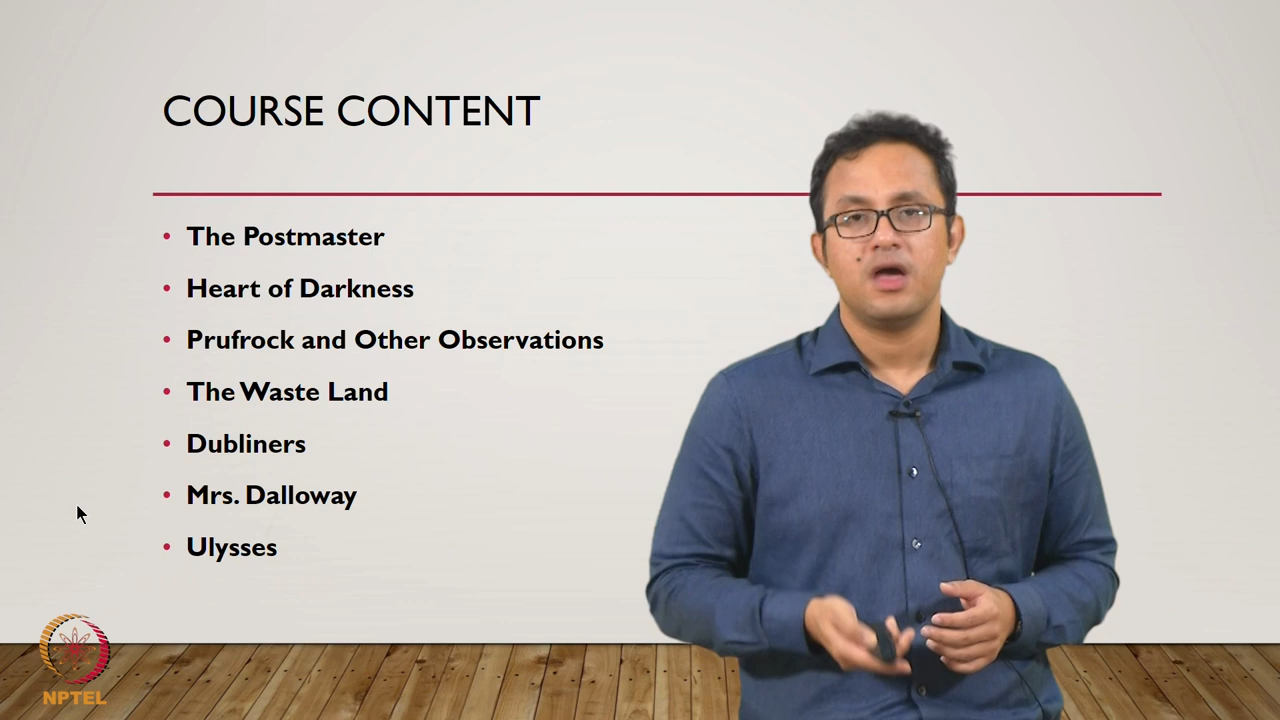 COURSE CONTENT
• The Postmaster
• Heart of Darkness
• Prufrock and Other Observations
• The Waste Land
• Dubliners
• Mrs. Dalloway
• Ulysses
NPTEL